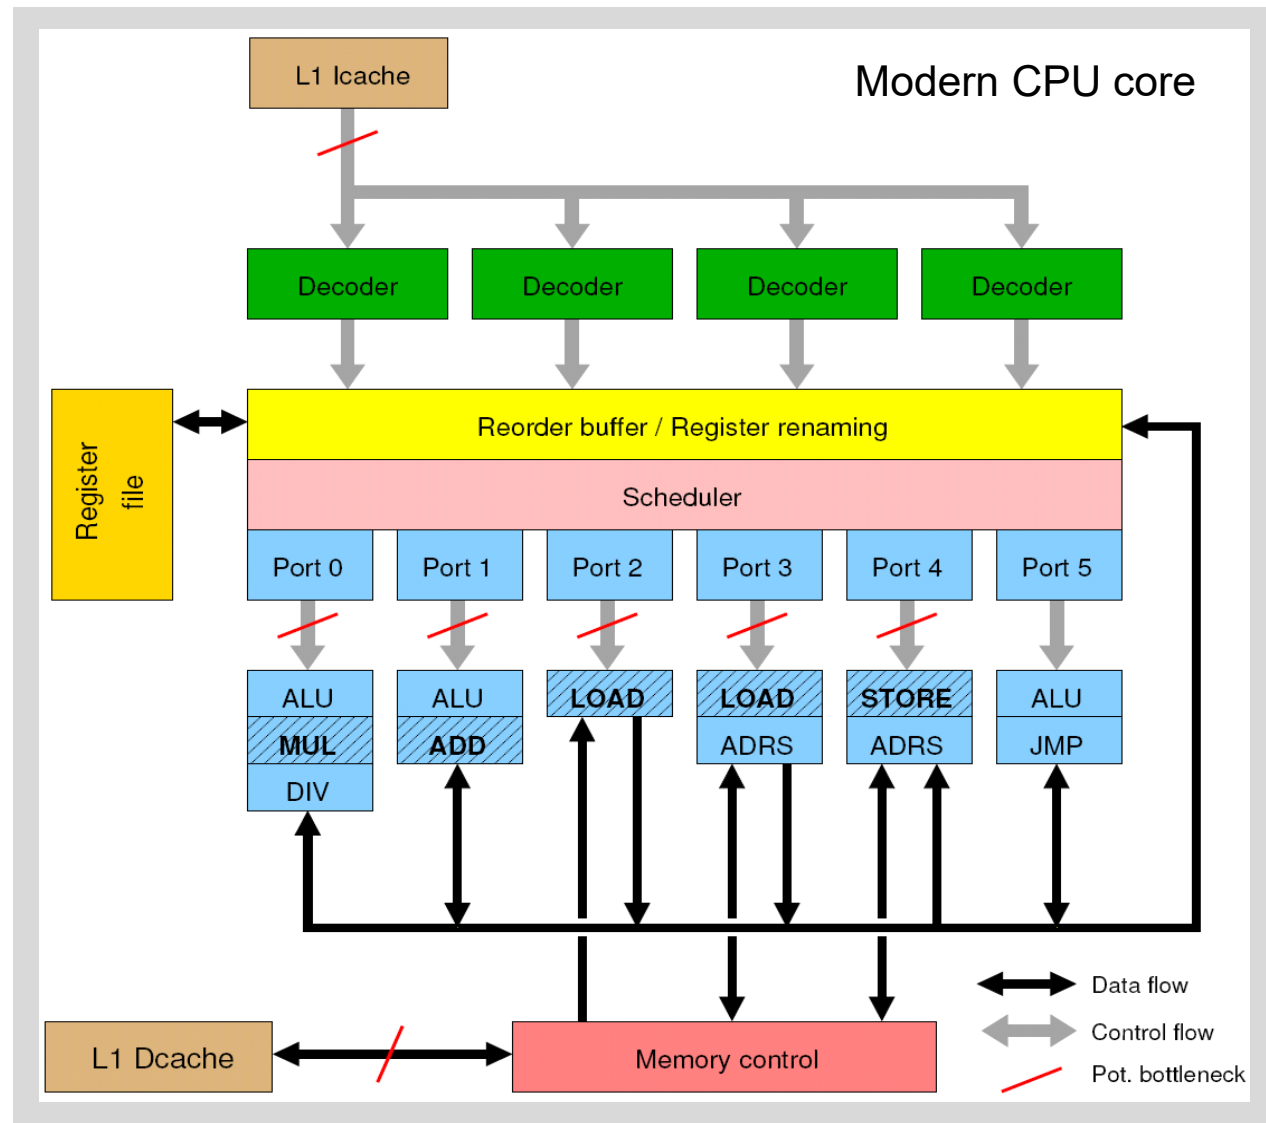 L1 Icache
Modern CPU core
Decoder
Decoder
Decoder
Decoder
Register
file
Reorder buffer / Register renaming
Scheduler
Port 0
Port 1
Port 2
Port 3
Port 4
Port 5
ALU
MUL
DIV
ALU
ADD
LOAD
LOAD
ADRS
STORE
ADRS
ALU
JMP
Data flow
Control flow
Pot. bottleneck
L1 Dcache
Memory control